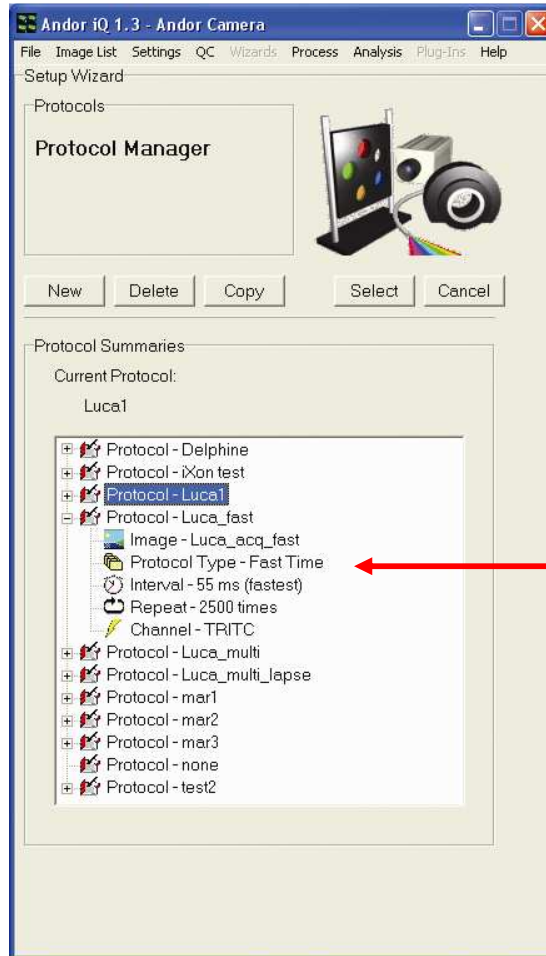 Andor iQ 1.3 - Andor Camera
File Image List Settings QC Wizards Process Analysis Plug-Ins Help
Setup Wizard
Protocols
Protocol Manager
New Delete Copy Select Cancel
Protocol Summaries
Current Protocol:
Luca1
Protocol - Delphine
Protocol - iXon test
Protocol - Luca1
Protocol - Luca_fast
Image - Luca_acq_fast
Protocol Type - Fast Time
Interval - 55 ms (fastest)
Repeat - 2500 times
Channel - TRITC
Protocol - Luca_multi
Protocol - Luca_multi_lapse
Protocol - mar1
Protocol - mar2
Protocol - mar3
Protocol - none
Protocol - test2